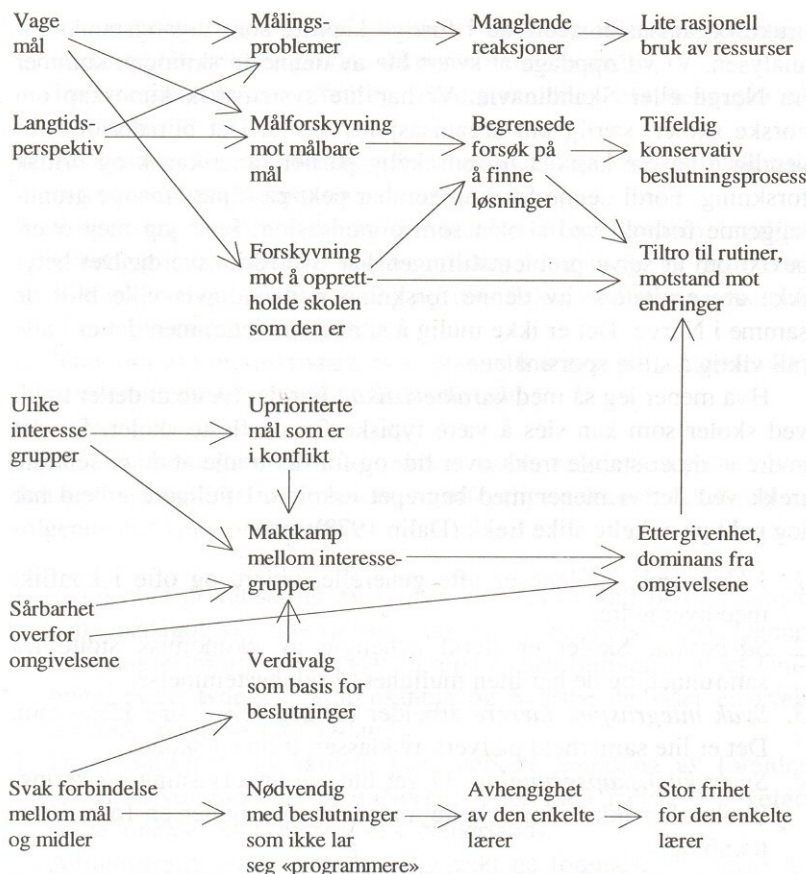 Vage
mål
Målings-
problemer
Manglende
reaksjoner
Lite rasjonell
bruk av ressurser
Langtids-
perspektiv
Målforskyvning
mot målbare
mål
Begrensede
forsøk på
å finne
løsninger
Tilfeldig
konservativ
beslutningsprosess
Forskyvning
mot å opprett-
holde skolen
som den er
Tiltro til rutiner,
motstand mot
endringer
Ulike
interesse
grupper
Uprioriterte
mål som er
i konflikt
Maktkamp
mellom interesse-
grupper
Ettergivenhet,
dominans fra
omgivelsene
Sårbarhet
overfor
omgivelsene
Verdivalg
som basis for
beslutninger
Svak forbindelse
mellom mål
og midler
Nødvendig
med beslutninger
som ikke lar
seg «programmere»
Avhengighet
av den enkelte
lærer
Stor frihet
for den enkelte
lærer